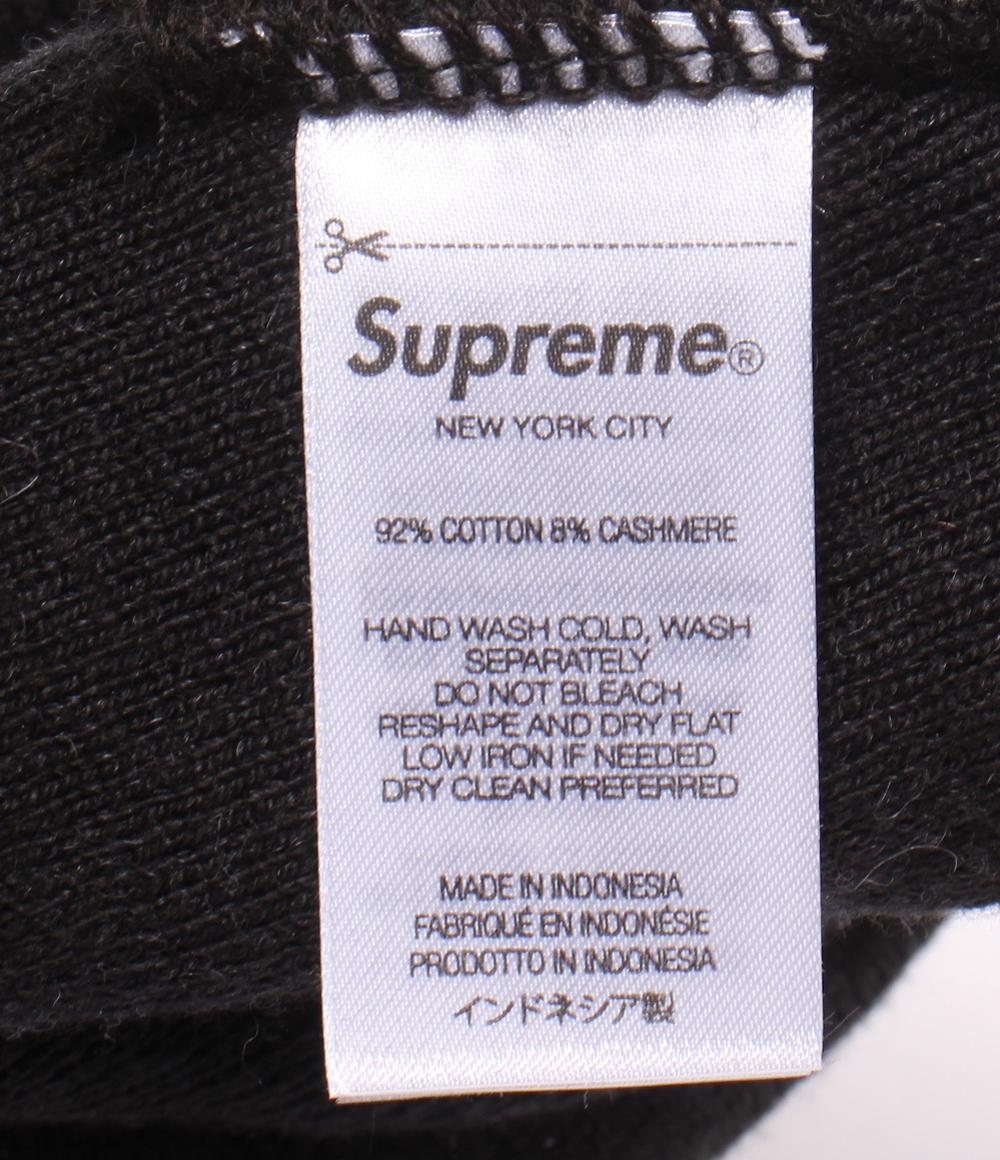 Supreme®
NEW YORK CITY
92% COTTON 8% CASHMERE
HAND WASH COLD, WASH
SEPARATELY
DO NOT BLEACH
RESHAPE AND DRY FLAT
LOW IRON IF NEEDED
DRY CLEAN PREFERRED
MADE IN INDONESIA
FABRIQUÉ EN INDONÉSIE
PRODOTTO IN INDONESIA
インドネシア製